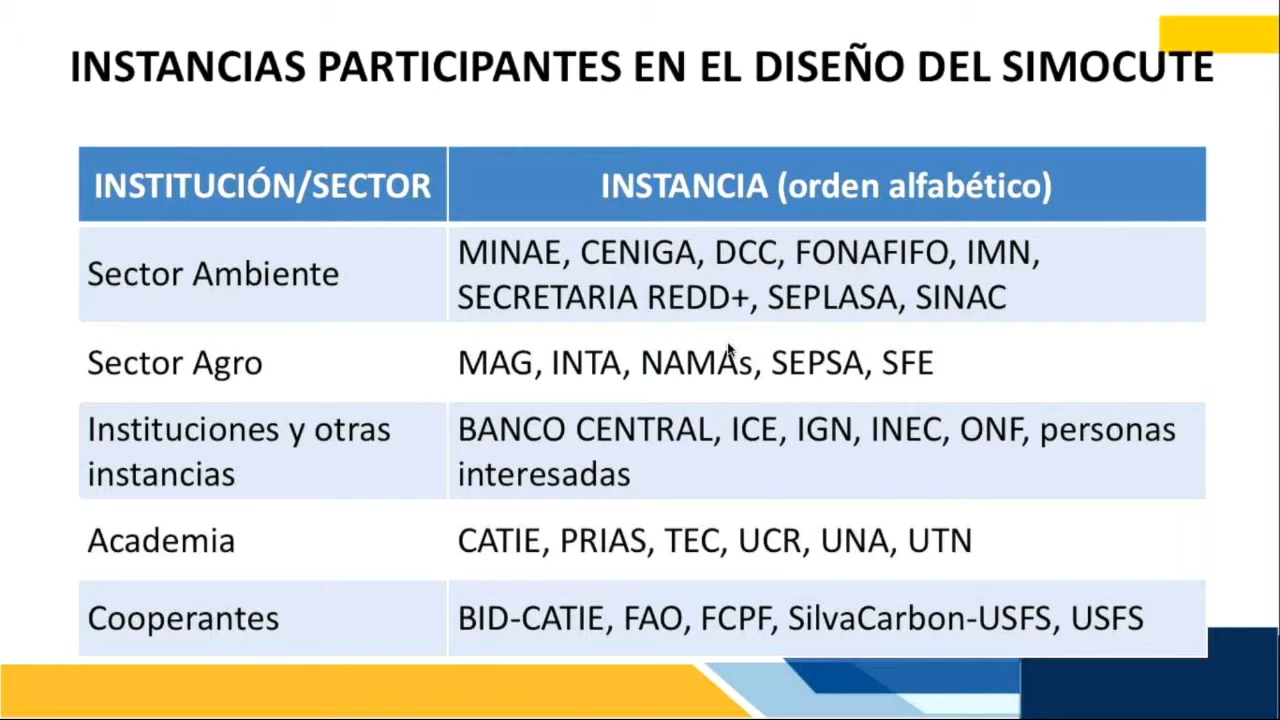 INSTANCIAS PARTICIPANTES EN EL DISEÑO DEL SIMOCUTE
INSTITUCIÓN/SECTOR
INSTANCIA (orden alfabético)
Sector Ambiente
MINAE, CENIGA, DCC, FONAFIFO, IMN,
SECRETARIA REDD+, SEPLASA, SINAC
Sector Agro
MAG, INTA, NAMAs, SEPSA, SFE
Instituciones y otras
instancias
BANCO CENTRAL, ICE, IGN, INEC, ONF, personas
interesadas
Academia
CATIE, PRIAS, TEC, UCR, UNA, UTN
Cooperantes
BID-CATIE, FAO, FCPF, SilvaCarbon-USFS, USFS